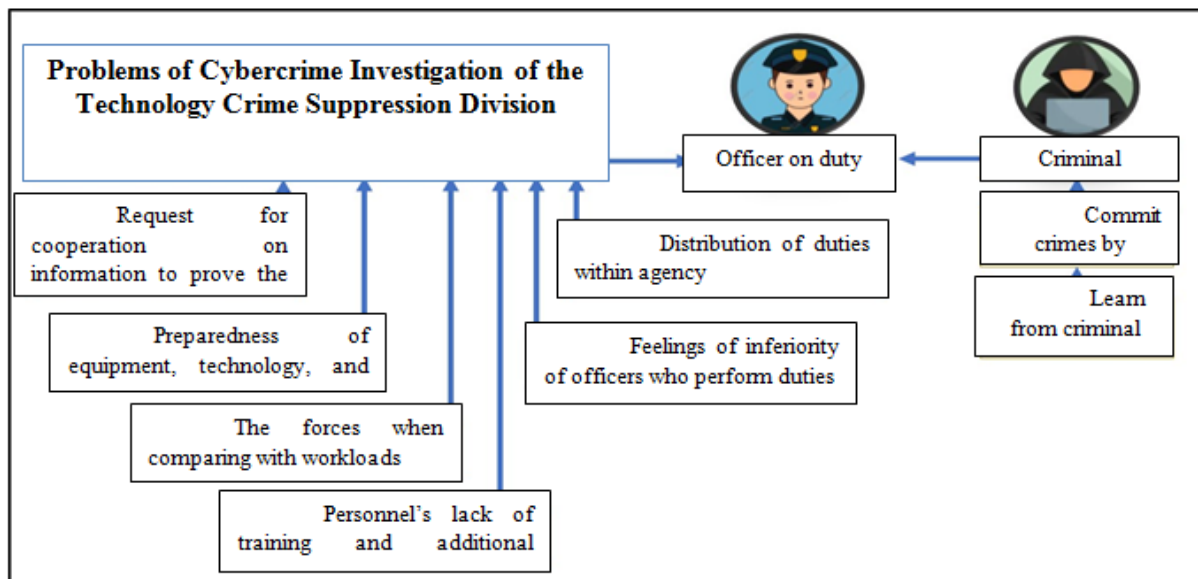 Problems of Cybercrime Investigation of the
Technology Crime Suppression Division
Officer on duty
Criminal
Request for
cooperation on
information to prove the
Distribution of duties
within agency
Commit
crimes by
Preparedness of
equipment, technology, and
Feelings of inferiority
of officers who perform duties
Learn
from criminal
The forces when
comparing with workloads
Personnel's lack of
training and additional